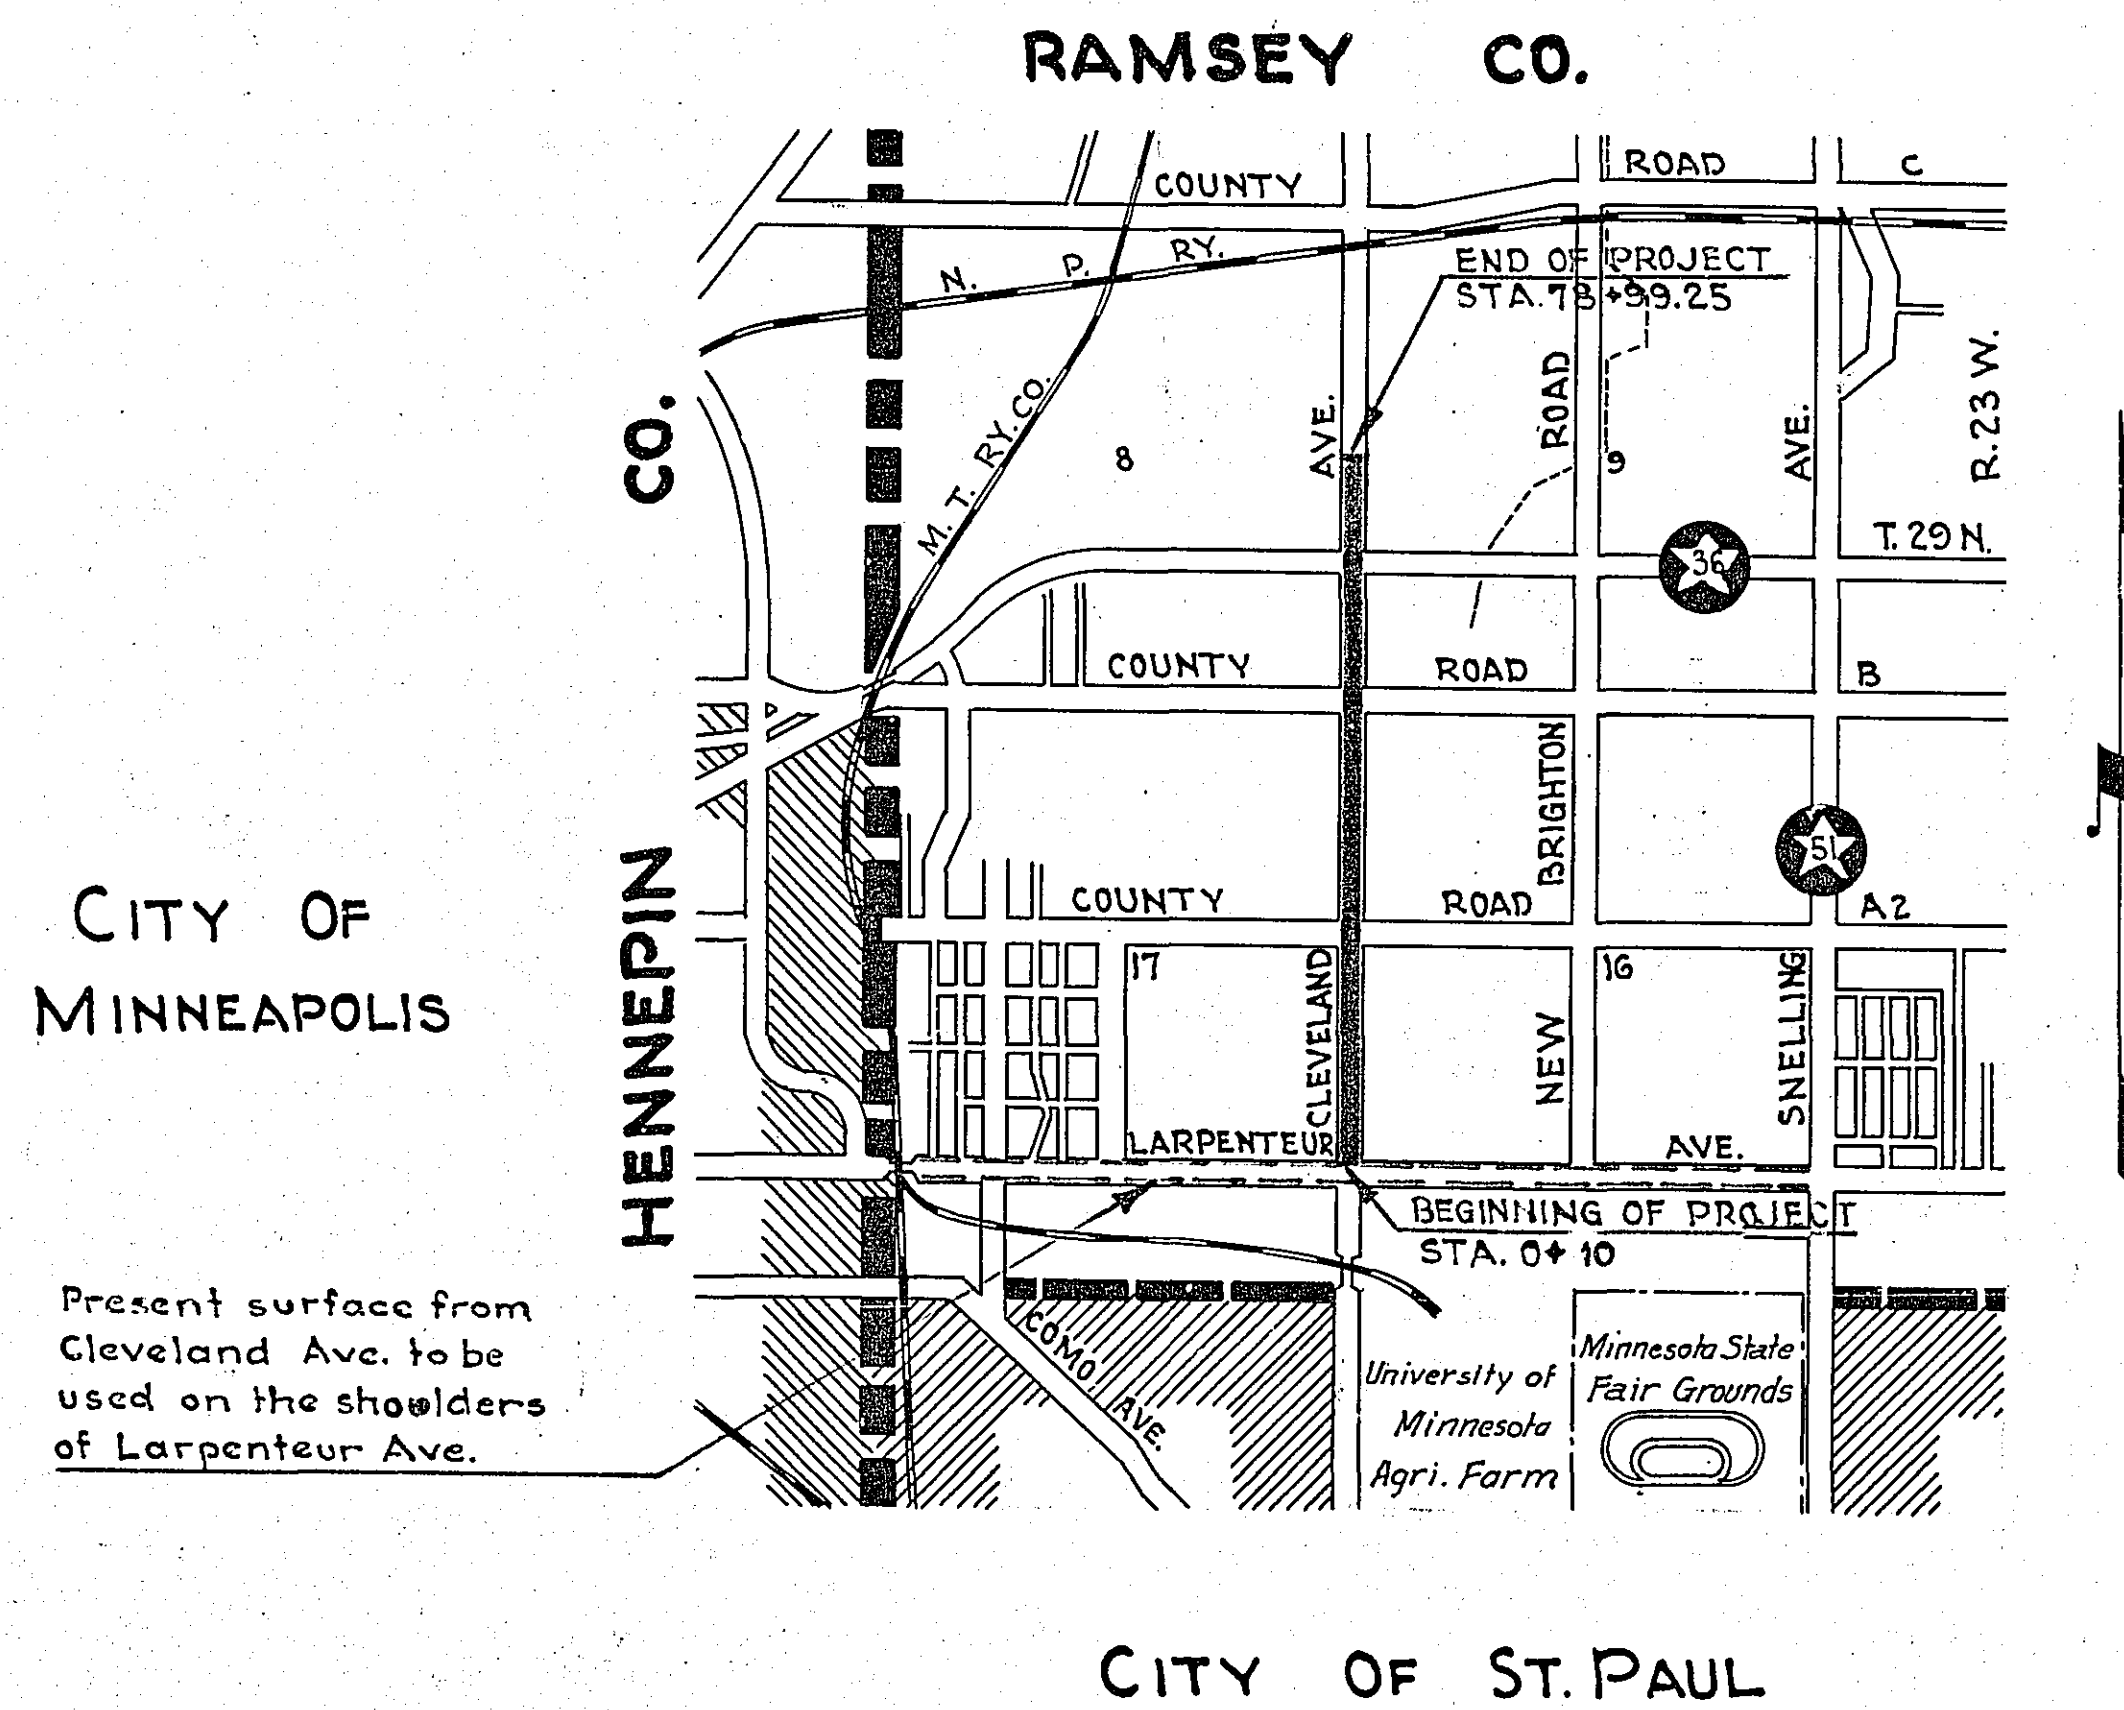 RAMSEY CO.
COUNTY ROAD C
N. P. RY.
END OF PROJECT
STA. 78+99.25
M. T. RY. CO.
8
AVE.
ROAD
9
AVE.
R. 23 W.
T. 29 N.
36
COUNTY ROAD B
HENNEPIN CO.
BRIGHTON
51
CITY OF
MINNEAPOLIS
COUNTY ROAD A2
17
CLEVELAND
NEW
16
SNELLING
LARPENTEUR AVE.
BEGINNING OF PROJECT
STA. 0+10
Present surface from
Cleveland Ave. to be
used on the shoulders
of Larpenteur Ave.
COMO AVE.
University of
Minnesota
Agri. Farm
Minnesota State
Fair Grounds
CITY OF ST. PAUL